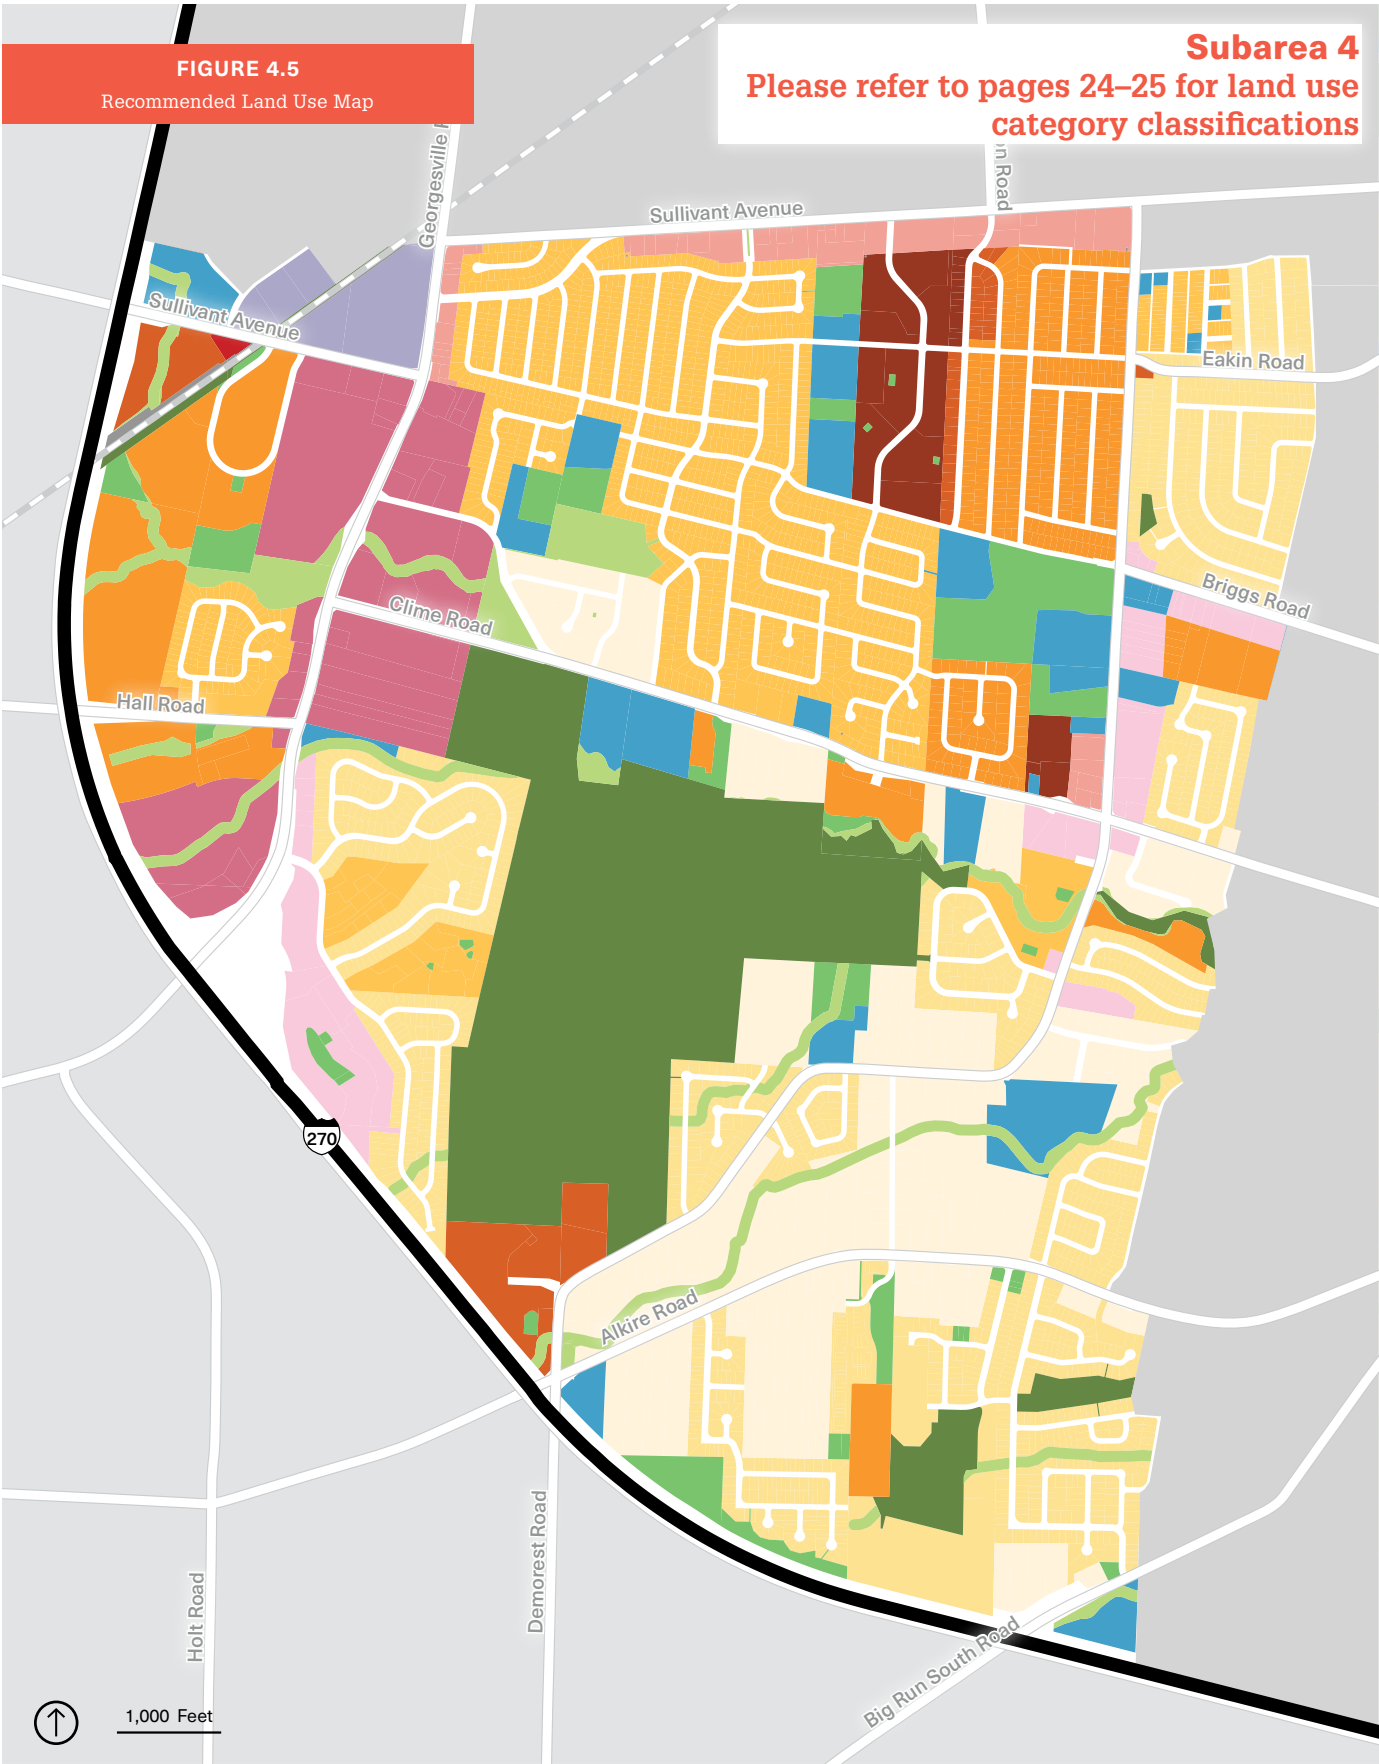 FIGURE 4.5
Recommended Land Use Map
Subarea 4
Please refer to pages 24–25 for land use
category classifications
Georgesville
on Road
Sullivant Avenue
Sullivant Avenue
Eakin Road
Briggs Road
Clime Road
Hall Road
270
Alkire Road
Demorest Road
Holt Road
Big Run South Road
1,000 Feet